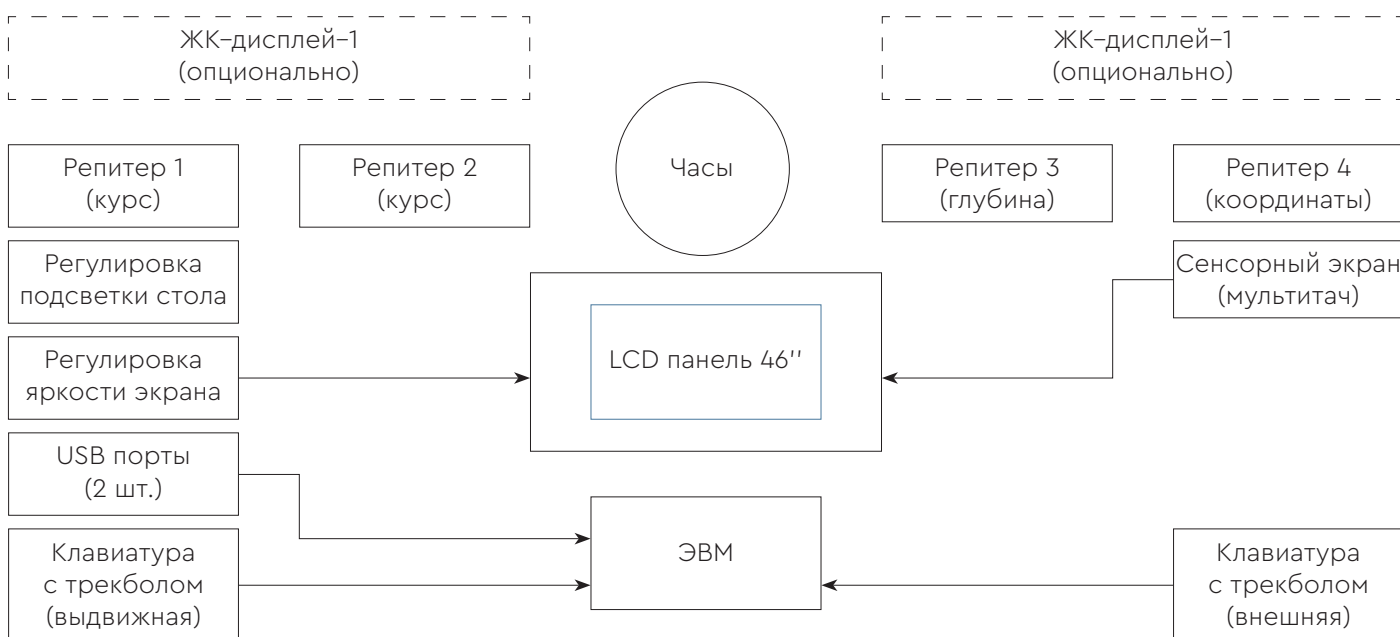 ЖК-дисплей-1
(опционально)
ЖК-дисплей-1
(опционально)
Репитер 1
(курс)
Репитер 2
(курс)
Часы
Репитер 3
(глубина)
Репитер 4
(координаты)
Регулировка
подсветки стола
Сенсорный экран
(мультитач)
Регулировка
яркости экрана
LCD панель 46''
USB порты
(2 шт.)
ЭВМ
Клавиатура
с трекболом
(выдвижная)
Клавиатура
с трекболом
(внешняя)